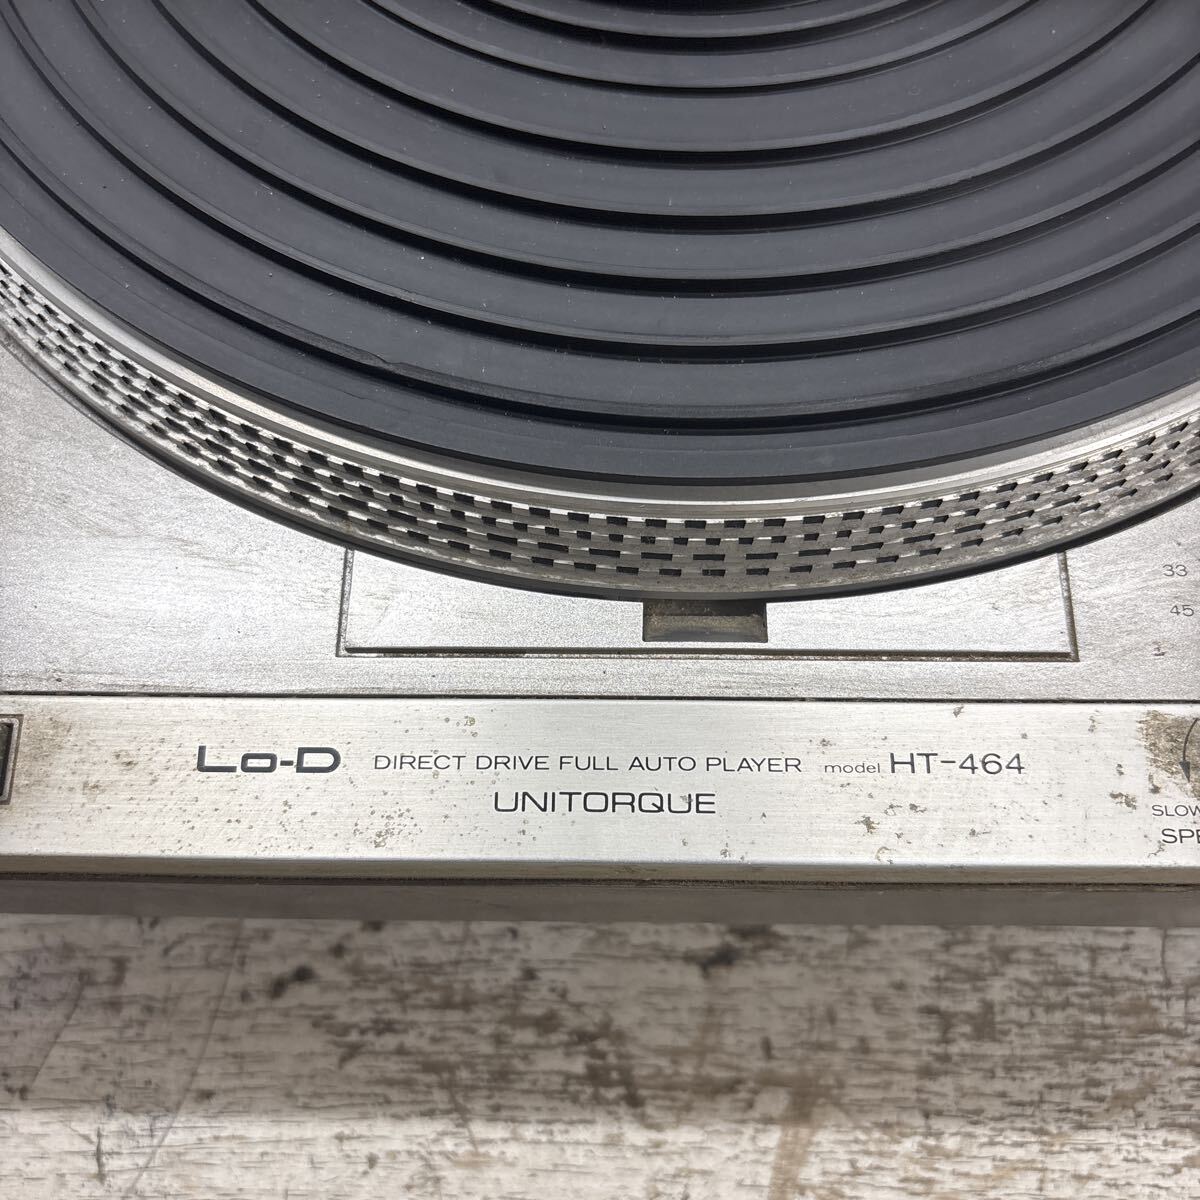 33
45
Lo-D DIRECT DRIVE FULL AUTO PLAYER model HT-464
UNITORQUE
SLOW